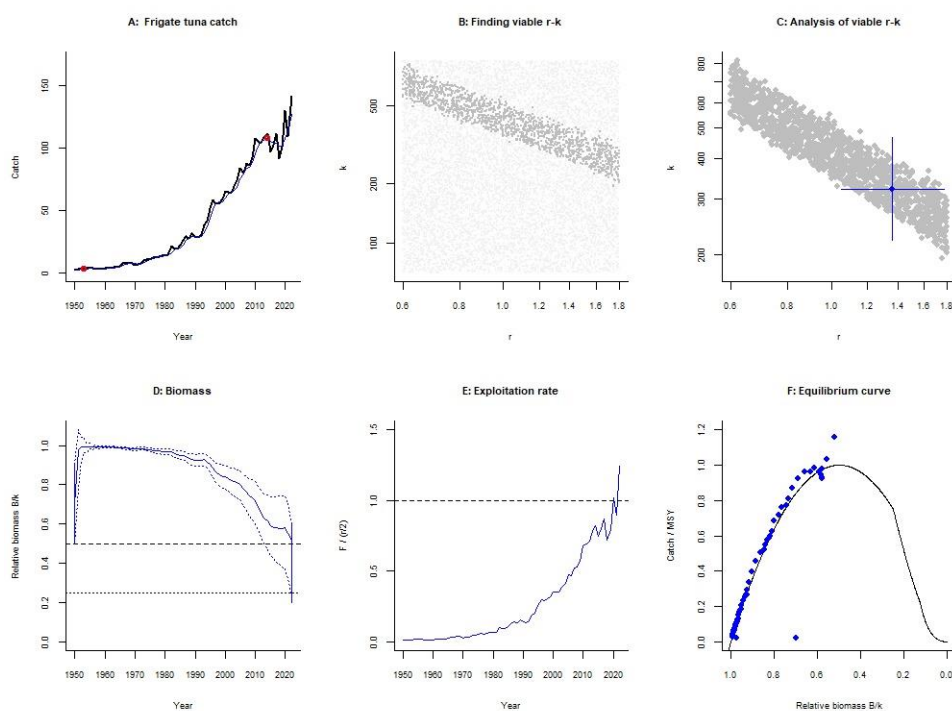 A: Frigate tuna catch
Catch
0 50 100 150
1950 1960 1970 1980 1990 2000 2010 2020
Year
B: Finding viable r-k
k
100 200 500
0.6 0.8 1.0 1.2 1.4 1.6 1.8
r
C: Analysis of viable r-k
k
200 300 400 500 600 800
0.6 0.8 1.0 1.2 1.4 1.6 1.8
r
D: Biomass
Relative biomass B/k
0.0 0.2 0.4 0.6 0.8 1.0
1950 1960 1970 1980 1990 2000 2010 2020
Year
E: Exploitation rate
F / (r/2)
0.0 0.5 1.0 1.5
1950 1960 1970 1980 1990 2000 2010 2020
Year
F: Equilibrium curve
Catch / MSY
0.0 0.2 0.4 0.6 0.8 1.0 1.2
1.0 0.8 0.6 0.4 0.2 0.0
Relative biomass B/k